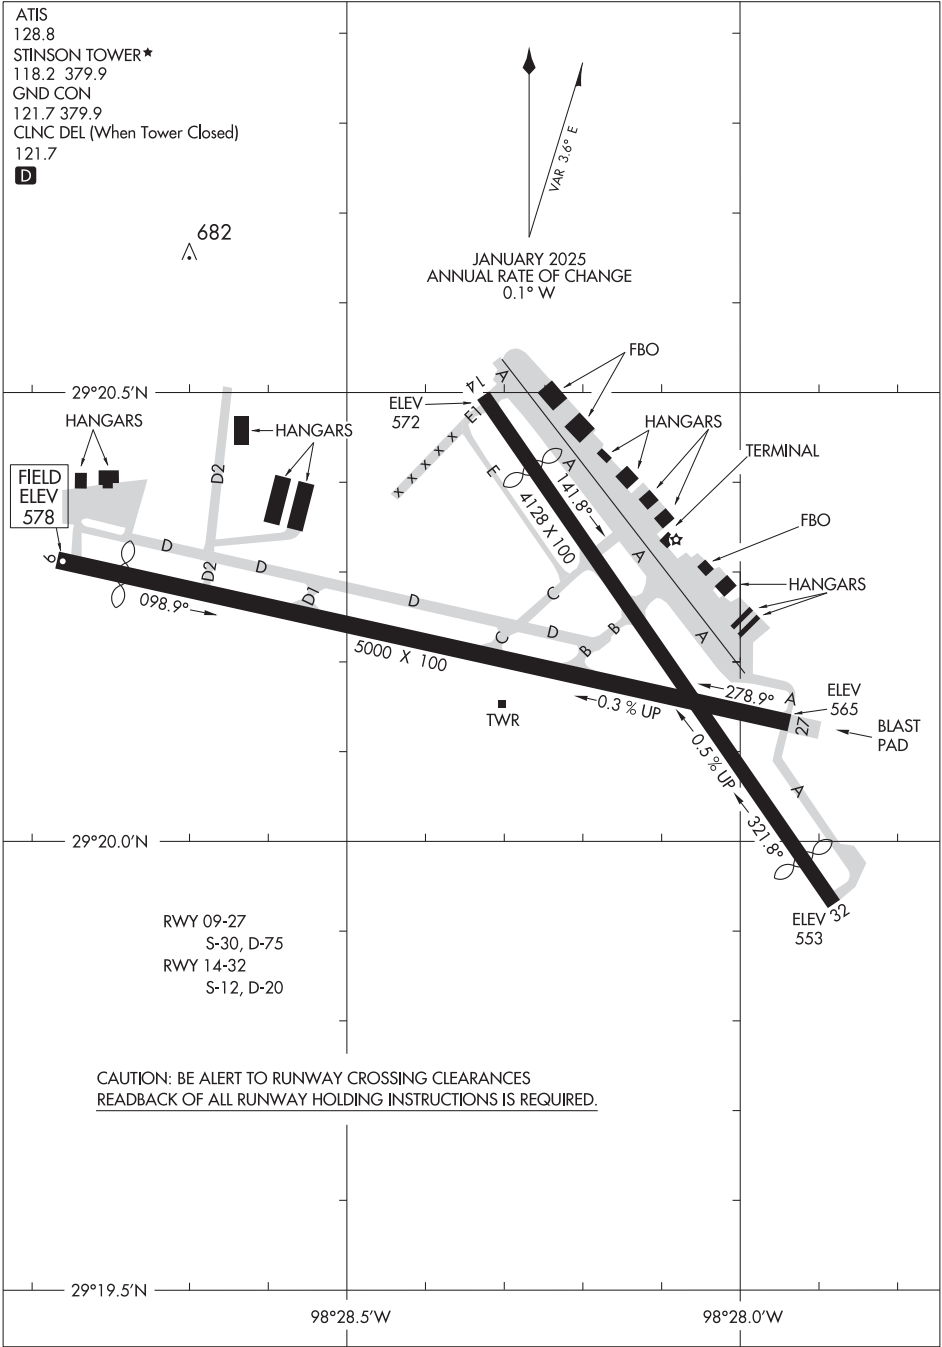 ATIS
128.8
STINSON TOWER★
118.2 379.9
GND CON
121.7 379.9
CLNC DEL (When Tower Closed)
121.7
D
682
VAR 3.6° E
JANUARY 2025
ANNUAL RATE OF CHANGE
0.1° W
FBO
29°20.5'N
ELEV
572
14
A
E1
HANGARS
HANGARS
HANGARS
TERMINAL
FIELD
ELEV
578
D2
x x x x x
E
A
141.8°
4128 X 100
FBO
9
D
D2
D
D1
D
098.9°
A
HANGARS
C
C
D
B
B
A
5000 X 100
278.9°
A
ELEV
565
0.3 % UP
TWR
27
BLAST
PAD
0.5 % UP
A
321.8°
29°20.0'N
32
ELEV
553
RWY 09-27
S-30, D-75
RWY 14-32
S-12, D-20
CAUTION: BE ALERT TO RUNWAY CROSSING CLEARANCES
READBACK OF ALL RUNWAY HOLDING INSTRUCTIONS IS REQUIRED.
29°19.5'N
98°28.5'W
98°28.0'W